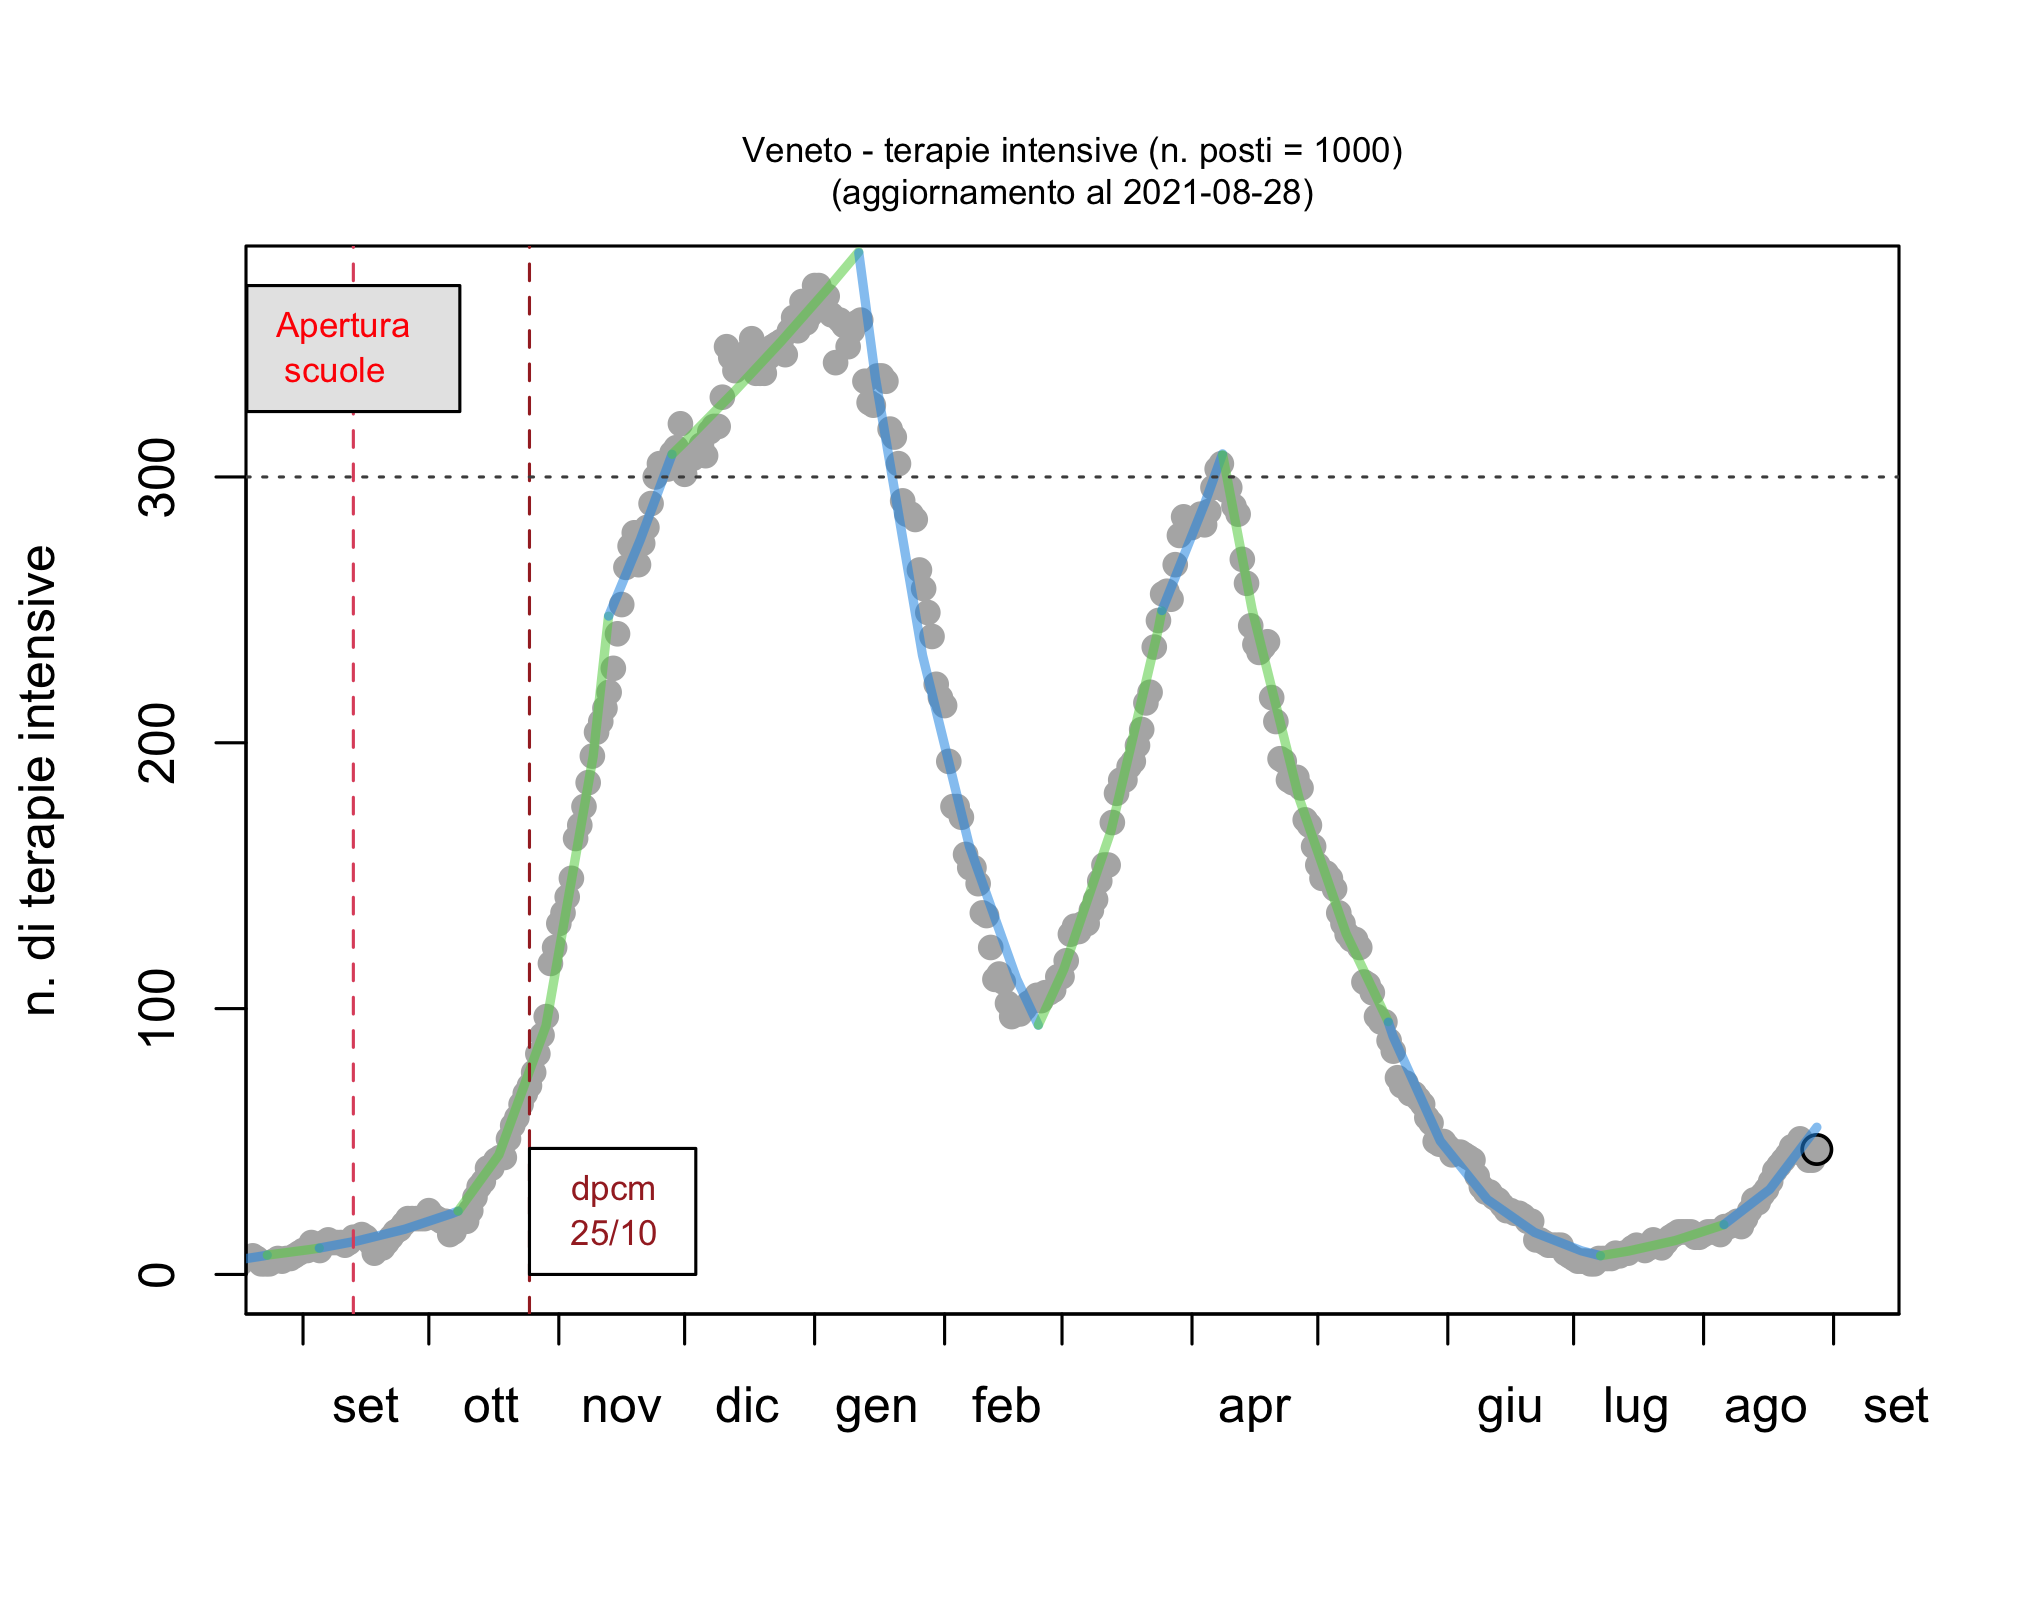 Veneto - terapie intensive (n. posti = 1000)
(aggiornamento al 2021-08-28)
Apertura
scuole
n. di terapie intensive
300
200
100
0
dpcm
25/10
set ott nov dic gen feb apr giu lug ago set